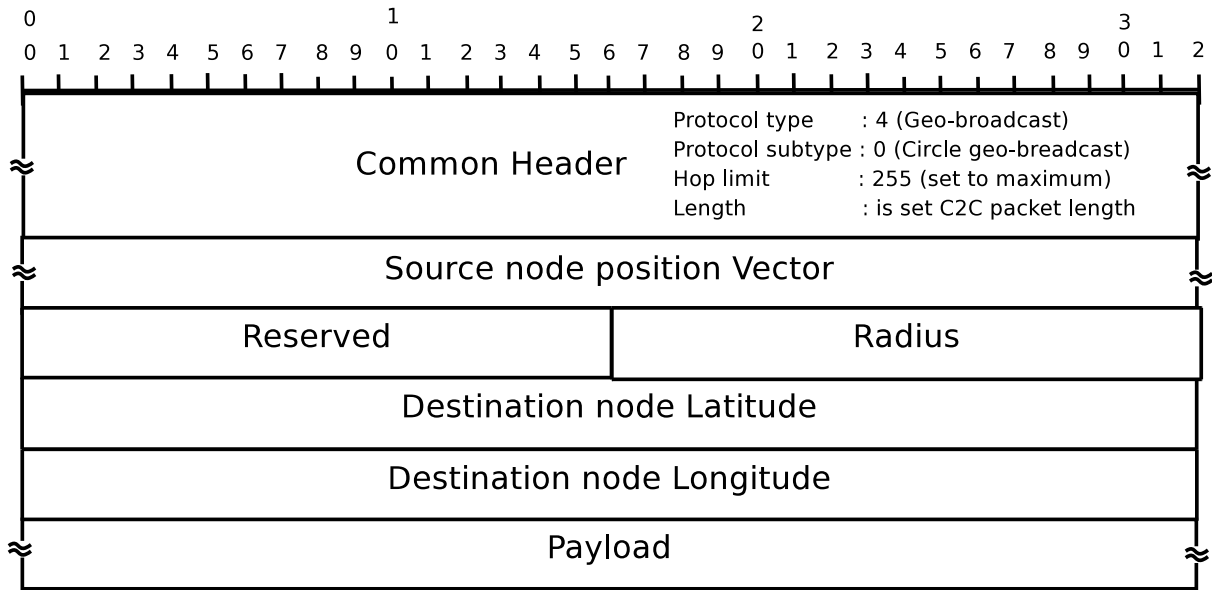 0 1 2 3
0 1 2 3 4 5 6 7 8 9 0 1 2 3 4 5 6 7 8 9 0 1 2 3 4 5 6 7 8 9 0 1 2
Common Header
Protocol type : 4 (Geo-broadcast)
Protocol subtype : 0 (Circle geo-breadcast)
Hop limit : 255 (set to maximum)
Length : is set C2C packet length
Source node position Vector
Reserved Radius
Destination node Latitude
Destination node Longitude
Payload